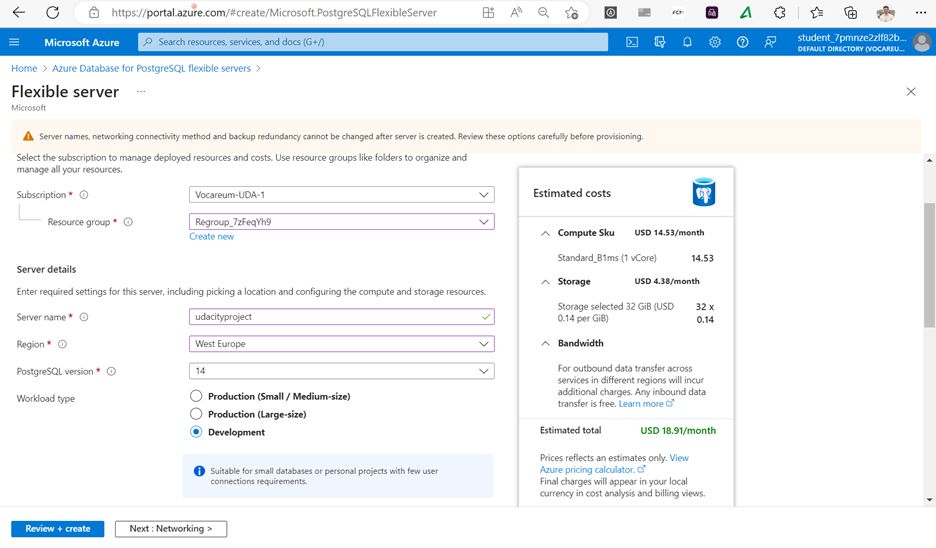 https://portal.azure.com/#create/Microsoft.PostgreSQLFlexibleServer
Microsoft Azure
Search resources, services, and docs (G+/)
student_7pmnze2zlf82b...
DEFAULT DIRECTORY (VOCAREU...
Home > Azure Database for PostgreSQL flexible servers >
Flexible server ...
Microsoft
Server names, networking connectivity method and backup redundancy cannot be changed after server is created. Review these options carefully before provisioning.
Select the subscription to manage deployed resources and costs. Use resource groups like folders to organize and
manage all your resources.
Subscription *
Vocareum-UDA-1
Resource group *
Regroup_7zFeqYh9
Create new
Server details
Enter required settings for this server, including picking a location and configuring the compute and storage resources.
Server name *
udacityproject
Region *
West Europe
PostgreSQL version *
14
Workload type
Production (Small / Medium-size)
Production (Large-size)
Development
Suitable for small databases or personal projects with few user
connections requirements.
Estimated costs
Compute Sku USD 14.53/month
Standard_B1ms (1 vCore) 14.53
Storage USD 4.38/month
Storage selected 32 GiB (USD 32 x
0.14 per GiB) 0.14
Bandwidth
For outbound data transfer across
services in different regions will incur
additional charges. Any inbound data
transfer is free. Learn more
Estimated total USD 18.91/month
Prices reflect an estimates only. View
Azure pricing calculator.
Final charges will appear in your local
currency in cost analysis and billing views.
Review + create
Next : Networking >